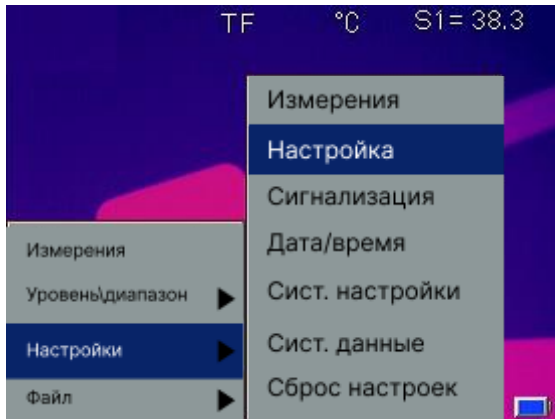 TF °C S1= 38.3
Измерения
Настройка
Сигнализация
Дата/время
Сист. настройки
Сист. данные
Сброс настроек
Измерения
Уровень\диапазон
Настройки
Файл